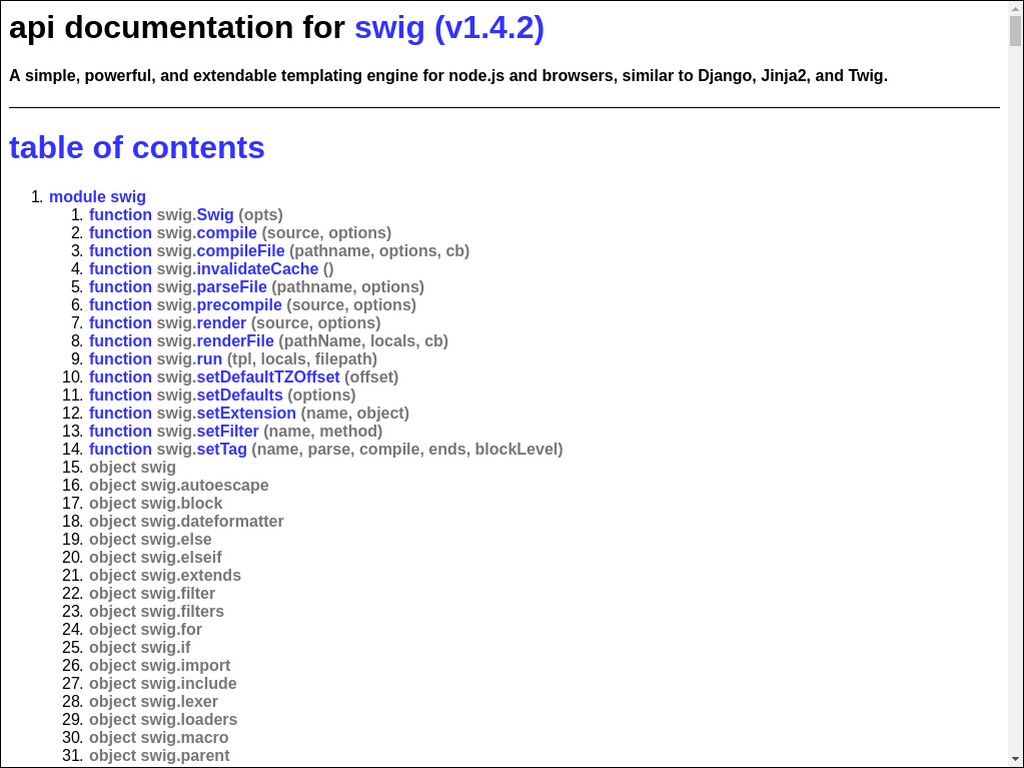 api documentation for swig (v1.4.2)
A simple, powerful, and extendable templating engine for node.js and browsers, similar to Django, Jinja2, and Twig.
table of contents
1. module swig
1. function swig.Swig (opts)
2. function swig.compile (source, options)
3. function swig.compileFile (pathname, options, cb)
4. function swig.invalidateCache ()
5. function swig.parseFile (pathname, options)
6. function swig.precompile (source, options)
7. function swig.render (source, options)
8. function swig.renderFile (pathName, locals, cb)
9. function swig.run (tpl, locals, filepath)
10. function swig.setDefaultTZOffset (offset)
11. function swig.setDefaults (options)
12. function swig.setExtension (name, object)
13. function swig.setFilter (name, method)
14. function swig.setTag (name, parse, compile, ends, blockLevel)
15. object swig
16. object swig.autoescape
17. object swig.block
18. object swig.dateformatter
19. object swig.else
20. object swig.elseif
21. object swig.extends
22. object swig.filter
23. object swig.filters
24. object swig.for
25. object swig.if
26. object swig.import
27. object swig.include
28. object swig.lexer
29. object swig.loaders
30. object swig.macro
31. object swig.parent